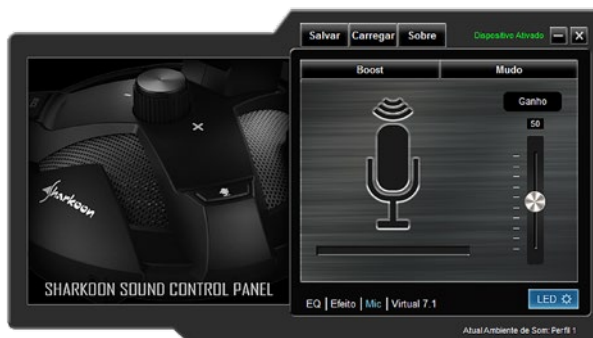 Salvar Carregar Sobre Dispositivo Ativado
Boost Mudo
Ganho
50
Sharkoon
SHARKOON SOUND CONTROL PANEL
EQ | Efeito | Mic | Virtual 7.1
LED
Atual Ambiente de Som: Perfil 1